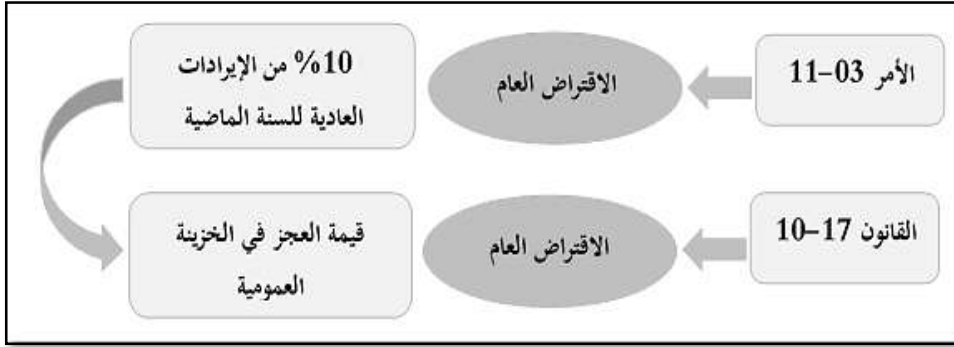 الأمر 03–11
الاقتراض العام
10% من الإيرادات
العادية للسنة الماضية
القانون 17–10
الاقتراض العام
قيمة العجز في الخزينة
العمومية